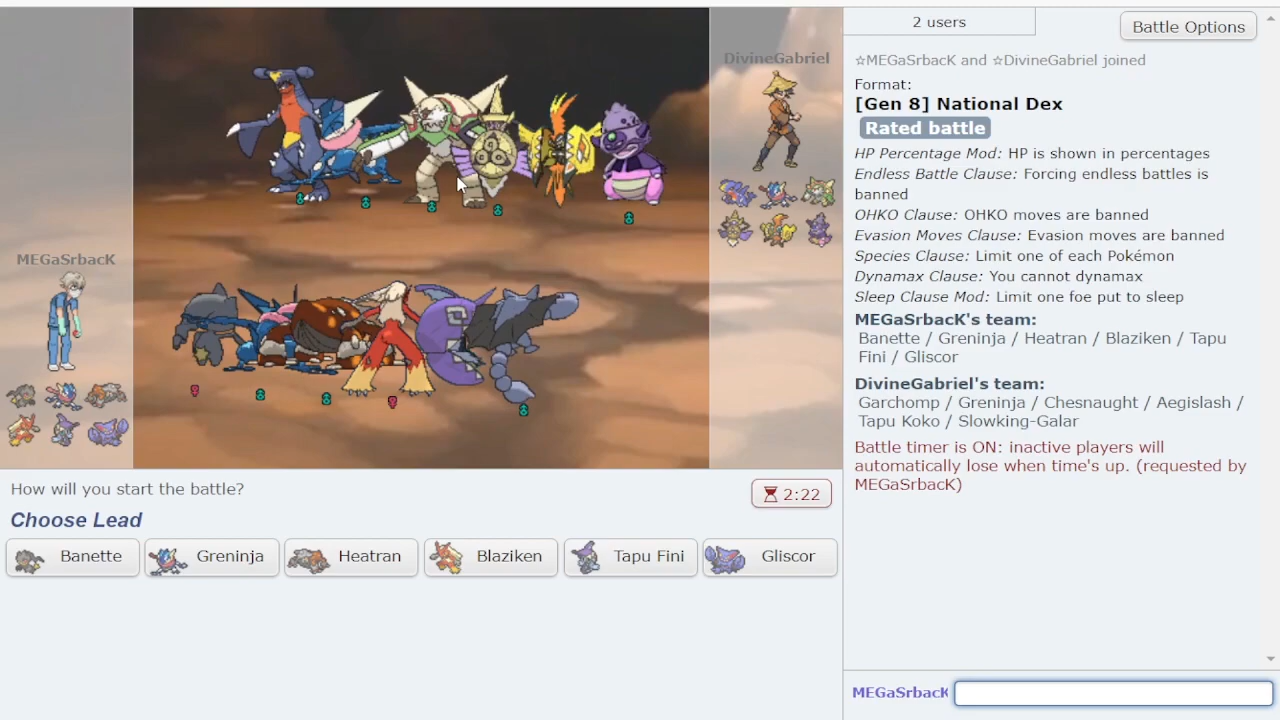 DivineGabriel
MEGaSrbacK
How will you start the battle?
2:22
Choose Lead
Banette
Greninja
Heatran
Blaziken
Tapu Fini
Gliscor
2 users
Battle Options
☆MEGaSrbacK and ☆DivineGabriel joined
Format:
[Gen 8] National Dex
Rated battle
HP Percentage Mod: HP is shown in percentages
Endless Battle Clause: Forcing endless battles is
banned
OHKO Clause: OHKO moves are banned
Evasion Moves Clause: Evasion moves are banned
Species Clause: Limit one of each Pokémon
Dynamax Clause: You cannot dynamax
Sleep Clause Mod: Limit one foe put to sleep
MEGaSrbacK's team:
Banette / Greninja / Heatran / Blaziken / Tapu
Fini / Gliscor
DivineGabriel's team:
Garchomp / Greninja / Chesnaught / Aegislash /
Tapu Koko / Slowking-Galar
Battle timer is ON: inactive players will
automatically lose when time's up. (requested by
MEGaSrbacK)
MEGaSrbacK